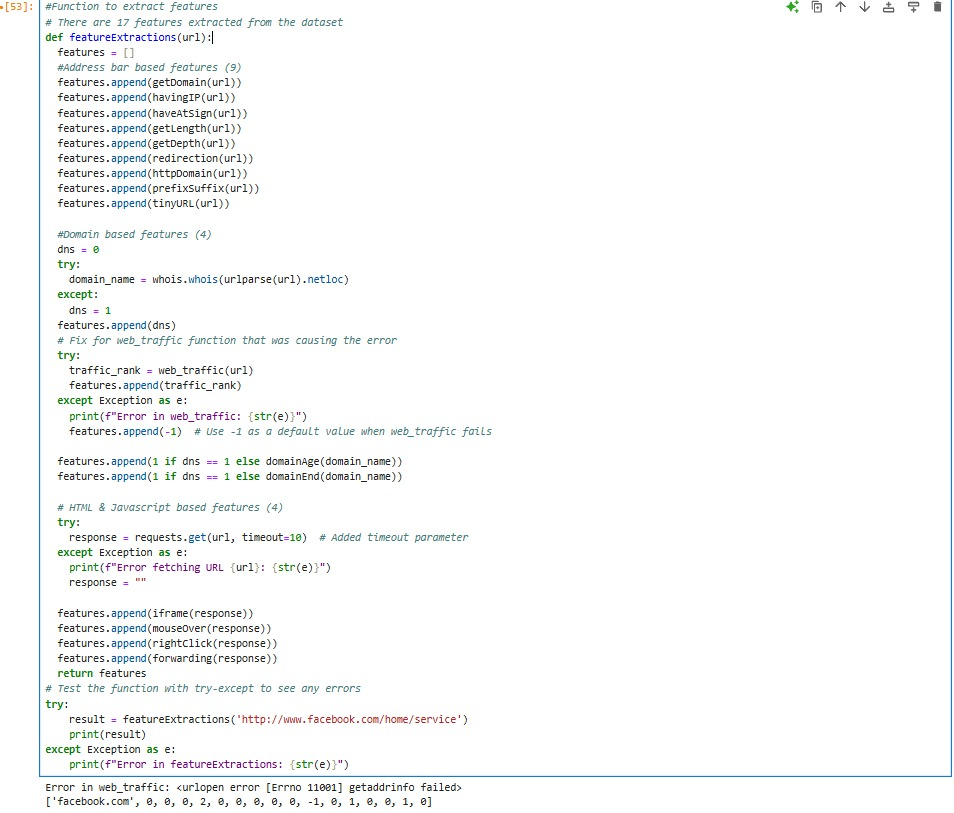 [53]: #Function to extract features
# There are 17 features extracted from the dataset
def featureExtractions(url):
  features = []
  #Address bar based features (9)
  features.append(getDomain(url))
  features.append(havingIP(url))
  features.append(haveAtSign(url))
  features.append(getLength(url))
  features.append(getDepth(url))
  features.append(redirection(url))
  features.append(httpDomain(url))
  features.append(prefixSuffix(url))
  features.append(tinyURL(url))
  #Domain based features (4)
  dns = 0
  try:
    domain_name = whois.whois(urlparse(url).netloc)
  except:
    dns = 1
  features.append(dns)
  # Fix for web_traffic function that was causing the error
  try:
    traffic_rank = web_traffic(url)
    features.append(traffic_rank)
  except Exception as e:
    print(f"Error in web_traffic: {str(e)}")
    features.append(-1)  # Use -1 as a default value when web_traffic fails
  features.append(1 if dns == 1 else domainAge(domain_name))
  features.append(1 if dns == 1 else domainEnd(domain_name))
  # HTML & Javascript based features (4)
  try:
    response = requests.get(url, timeout=10)  # Added timeout parameter
  except Exception as e:
    print(f"Error fetching URL {url}: {str(e)}")
    response = ""
  features.append(iframe(response))
  features.append(mouseOver(response))
  features.append(rightClick(response))
  features.append(forwarding(response))
  return features
# Test the function with try-except to see any errors
try:
    result = featureExtractions('http://www.facebook.com/home/service')
    print(result)
except Exception as e:
    print(f"Error in featureExtractions: {str(e)}")
Error in web_traffic: <urlopen error [Errno 11001] getaddrinfo failed>
['facebook.com', 0, 0, 0, 2, 0, 0, 0, 0, 0, -1, 0, 1, 0, 0, 1, 0]